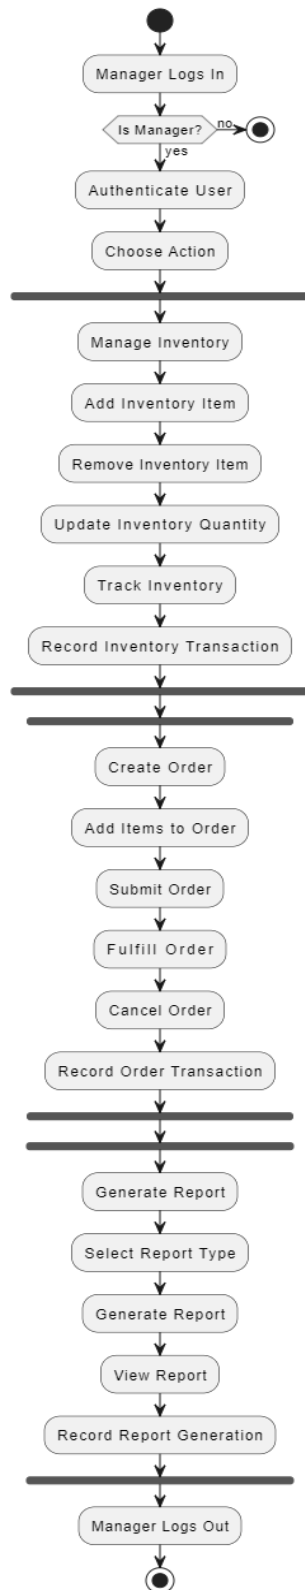 Manager Logs In
Is Manager?
no
yes
Authenticate User
Choose Action
Manage Inventory
Add Inventory Item
Remove Inventory Item
Update Inventory Quantity
Track Inventory
Record Inventory Transaction
Create Order
Add Items to Order
Submit Order
Fulfill Order
Cancel Order
Record Order Transaction
Generate Report
Select Report Type
Generate Report
View Report
Record Report Generation
Manager Logs Out